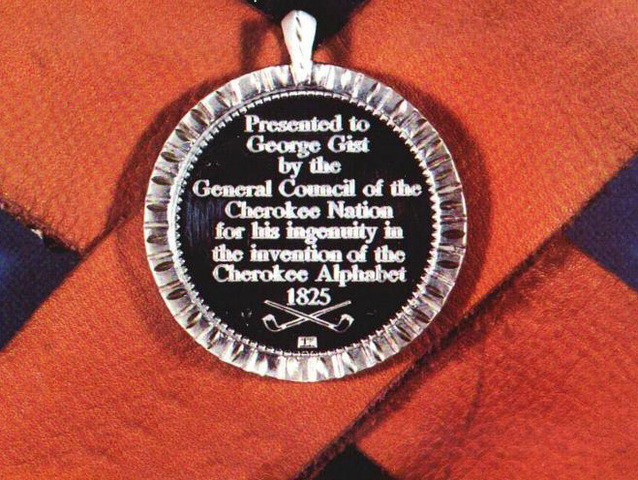 Presented to
George Gist
by the
General Council of the
Cherokee Nation
for his ingenuity in
the invention of the
Cherokee Alphabet
1825